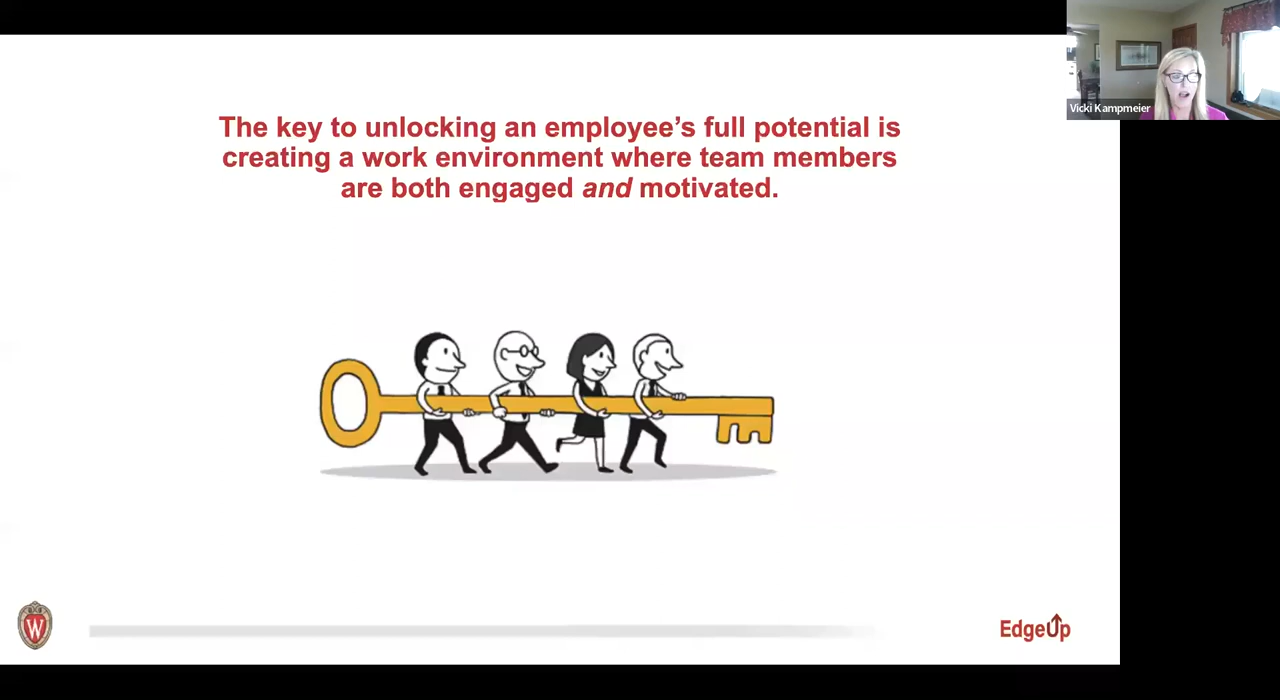 Vicki Kampmeier
The key to unlocking an employee’s full potential is
creating a work environment where team members
are both engaged and motivated.
W
EdgeUp